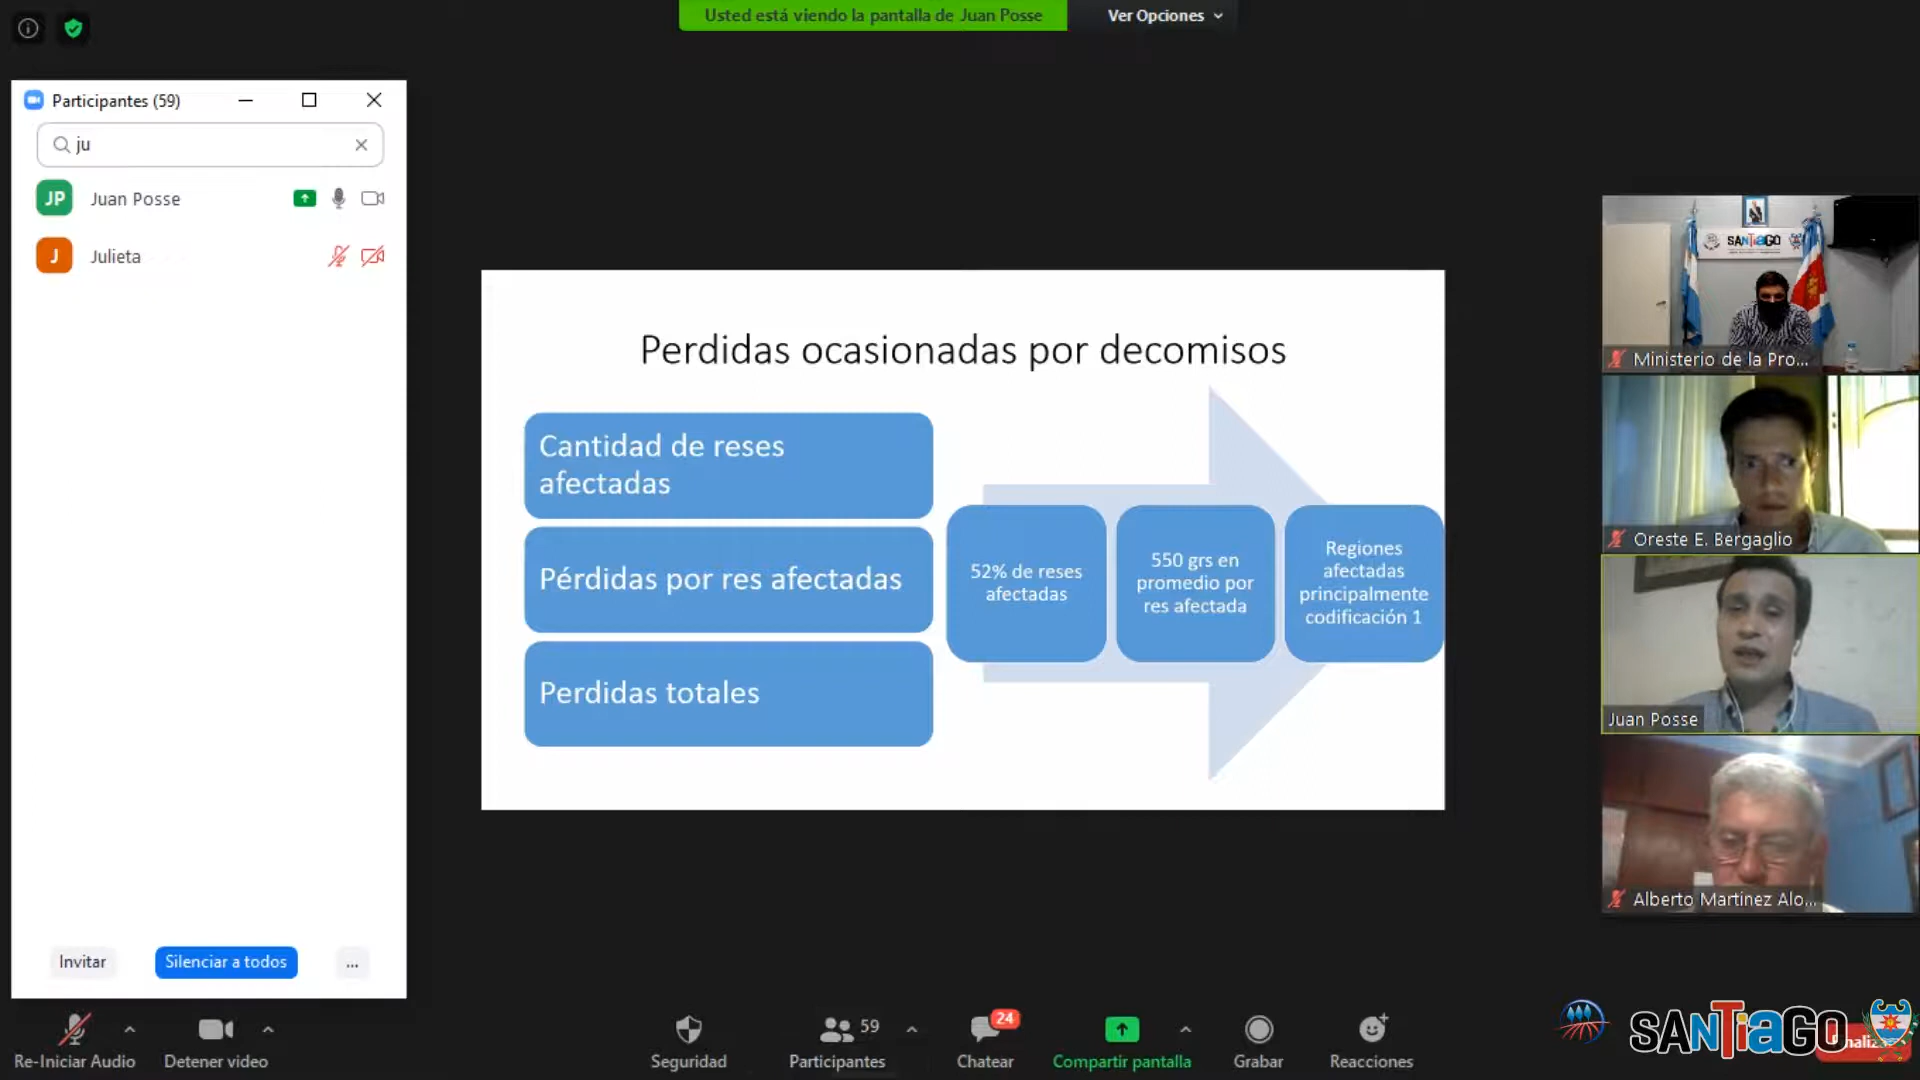 Usted está viendo la pantalla de Juan Posse
Ver Opciones
Participantes (59)
ju
JP
Juan Posse
J
Julieta
Invitar
Silenciar a todos
...
Perdidas ocasionadas por decomisos
Cantidad de reses
afectadas
Pérdidas por res afectadas
Perdidas totales
52% de reses
afectadas
550 grs en
promedio por
res afectada
Regiones
afectadas
principalmente
codificación 1
SANTIAGO
Ministerio de la Pro...
Oreste E. Bergaglio
Juan Posse
Alberto Martinez Alo...
Re-Iniciar Audio
Detener video
Seguridad
59
Participantes
24
Chatear
Compartir pantalla
Grabar
Reacciones
SANTIAGO